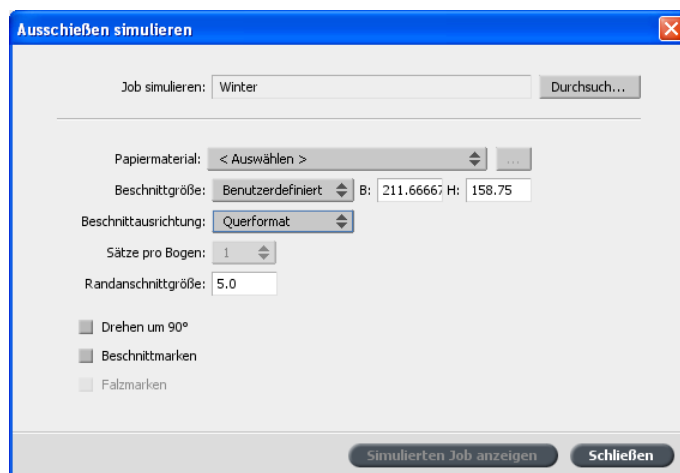 Ausschießen simulieren
Job simulieren: Winter Durchsuch...
Papiermaterial: < Auswählen > ...
Beschnittgröße: Benutzerdefiniert B: 211.66667 H: 158.75
Beschnittausrichtung: Querformat
Sätze pro Bogen: 1
Randanschnittgröße: 5.0
Drehen um 90°
Beschnittmarken
Falzmarken
Simulierten Job anzeigen Schließen